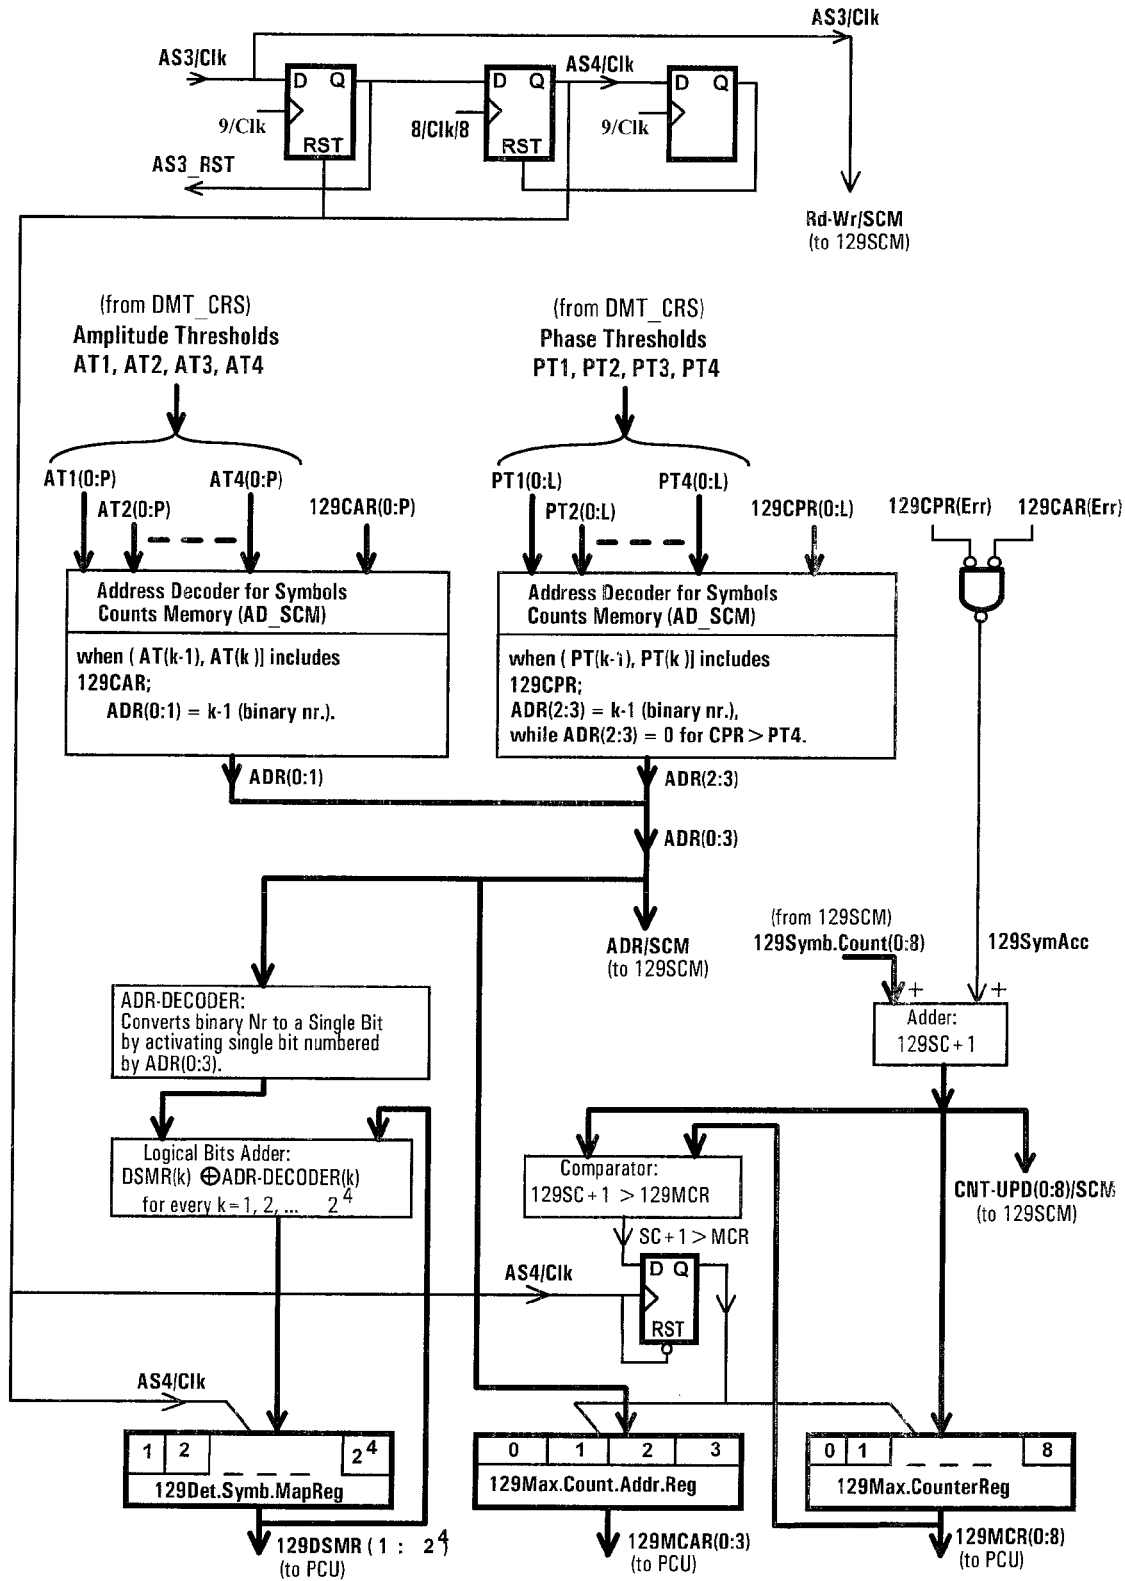 AS3/Clk
AS3/Clk
D Q
9/Clk
RST
AS3_RST
D Q
8/Clk/8
RST
AS4/Clk
D Q
9/Clk
Rd-Wr/SCM
(to 129SCM)
(from DMT_CRS)
Amplitude Thresholds
AT1, AT2, AT3, AT4
(from DMT_CRS)
Phase Thresholds
PT1, PT2, PT3, PT4
AT1(0:P)
AT2(0:P)
AT4(0:P)
129CAR(0:P)
PT1(0:L)
PT2(0:L)
PT4(0:L)
129CPR(0:L)
129CPR(Err)
129CAR(Err)
Address Decoder for Symbols
Counts Memory (AD_SCM)
when ( AT(k-1), AT(k )] includes
129CAR;
ADR(0:1) = k-1 (binary nr.).
Address Decoder for Symbols
Counts Memory (AD_SCM)
when ( PT(k-1), PT(k )] includes
129CPR;
ADR(2:3) = k-1 (binary nr.),
while ADR(2:3) = 0 for CPR > PT4.
ADR(0:1)
ADR(2:3)
ADR(0:3)
ADR/SCM
(to 129SCM)
(from 129SCM)
129Symb.Count(0:8)
129SymAcc
+
+
Adder:
129SC+1
ADR-DECODER:
Converts binary Nr to a Single Bit
by activating single bit numbered
by ADR(0:3).
Logical Bits Adder:
DSMR(k) ⊕ADR-DECODER(k)
for every k=1, 2, ... 2^4
Comparator:
129SC+1 > 129MCR
CNT-UPD(0:8)/SCM
(to 129SCM)
SC+1>MCR
AS4/Clk
D Q
RST
AS4/Clk
1 2 2^4
129Det.Symb.MapReg
0 1 2 3
129Max.Count.Addr.Reg
0 1 8
129Max.CounterReg
129DSMR ( 1 : 2^4)
(to PCU)
129MCAR(0:3)
(to PCU)
129MCR(0:8)
(to PCU)